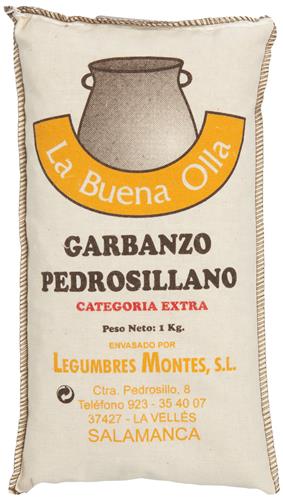 La Buena Olla
GARBANZO
PEDROSILLANO
CATEGORIA EXTRA
Peso Neto: 1 Kg.
ENVASADO POR
LEGUMBRES MONTES, S.L.
Ctra. Pedrosillo, 8
Teléfono 923 - 35 40 07
37427 - LA VELLÉS
SALAMANCA